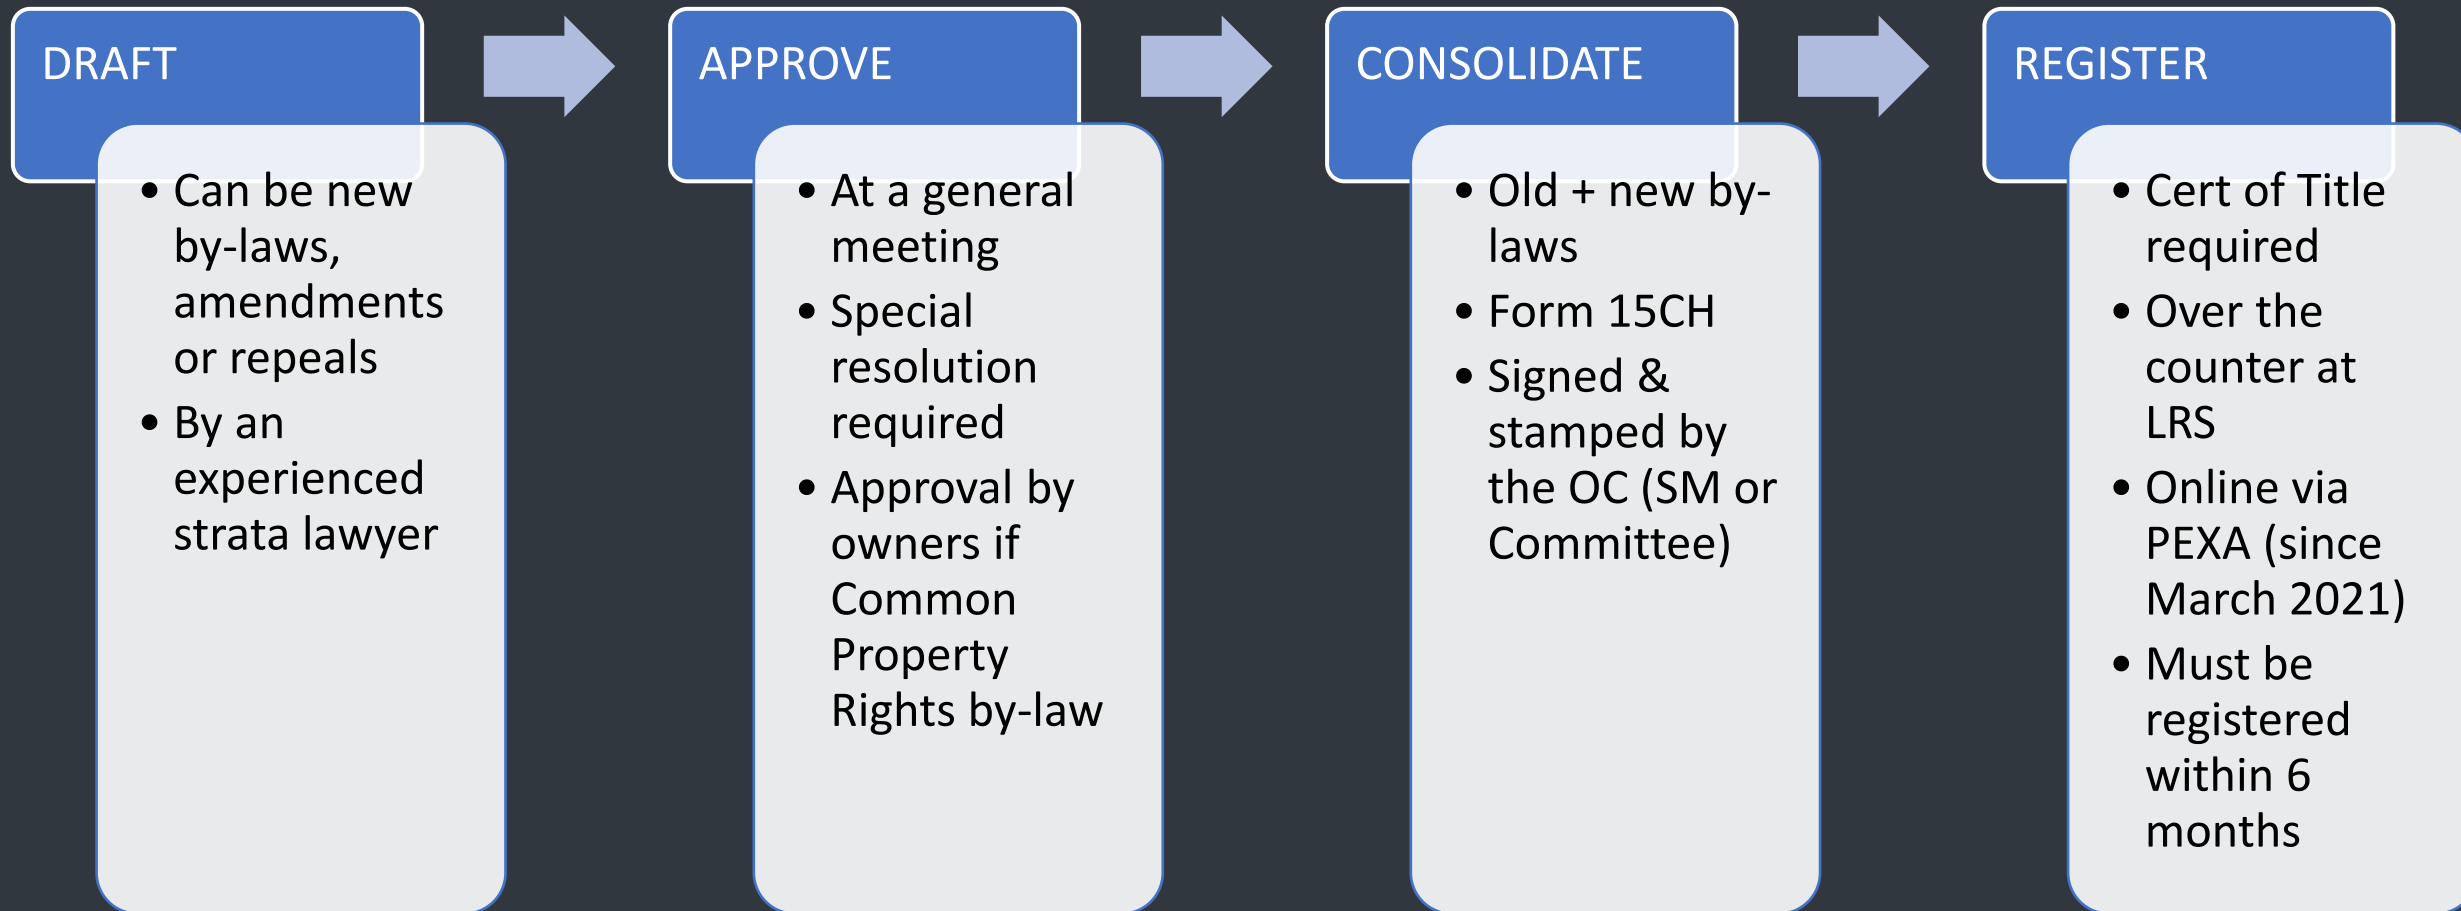 DRAFT
• Can be new
by-laws,
amendments
or repeals
• By an
experienced
strata lawyer
APPROVE
• At a general
meeting
• Special
resolution
required
• Approval by
owners if
Common
Property
Rights by-law
CONSOLIDATE
• Old + new by-
laws
• Form 15CH
• Signed &
stamped by
the OC (SM or
Committee)
REGISTER
• Cert of Title
required
• Over the
counter at
LRS
• Online via
PEXA (since
March 2021)
• Must be
registered
within 6
months